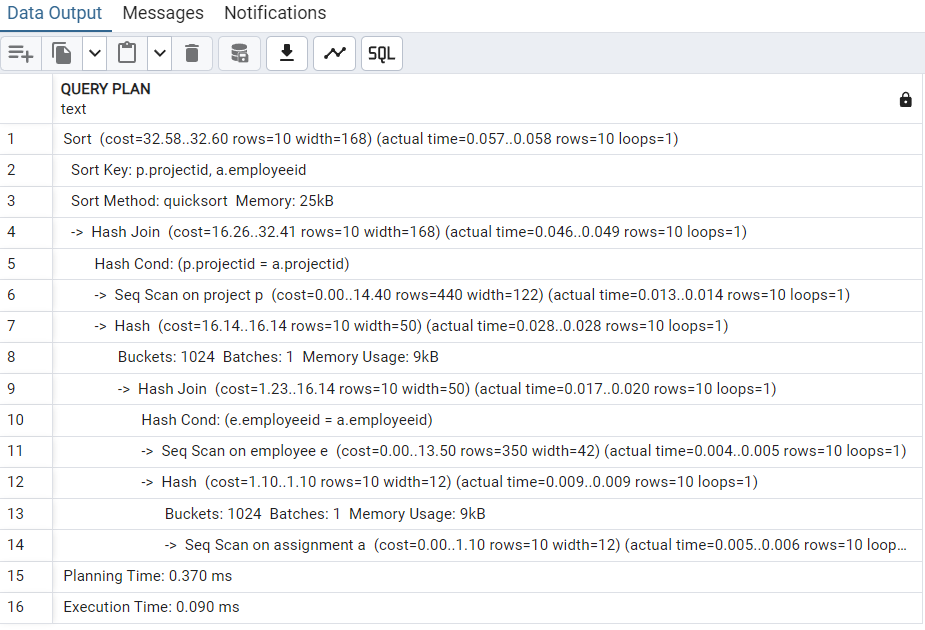 Data Output Messages Notifications
SQL
QUERY PLAN
text
1 Sort (cost=32.58..32.60 rows=10 width=168) (actual time=0.057..0.058 rows=10 loops=1)
2 Sort Key: p.projectid, a.employeeid
3 Sort Method: quicksort Memory: 25kB
4 -> Hash Join (cost=16.26..32.41 rows=10 width=168) (actual time=0.046..0.049 rows=10 loops=1)
5 Hash Cond: (p.projectid = a.projectid)
6 -> Seq Scan on project p (cost=0.00..14.40 rows=440 width=122) (actual time=0.013..0.014 rows=10 loops=1)
7 -> Hash (cost=16.14..16.14 rows=10 width=50) (actual time=0.028..0.028 rows=10 loops=1)
8 Buckets: 1024 Batches: 1 Memory Usage: 9kB
9 -> Hash Join (cost=1.23..16.14 rows=10 width=50) (actual time=0.017..0.020 rows=10 loops=1)
10 Hash Cond: (e.employeeid = a.employeeid)
11 -> Seq Scan on employee e (cost=0.00..13.50 rows=350 width=42) (actual time=0.004..0.005 rows=10 loops=1)
12 -> Hash (cost=1.10..1.10 rows=10 width=12) (actual time=0.009..0.009 rows=10 loops=1)
13 Buckets: 1024 Batches: 1 Memory Usage: 9kB
14 -> Seq Scan on assignment a (cost=0.00..1.10 rows=10 width=12) (actual time=0.005..0.006 rows=10 loop...
15 Planning Time: 0.370 ms
16 Execution Time: 0.090 ms